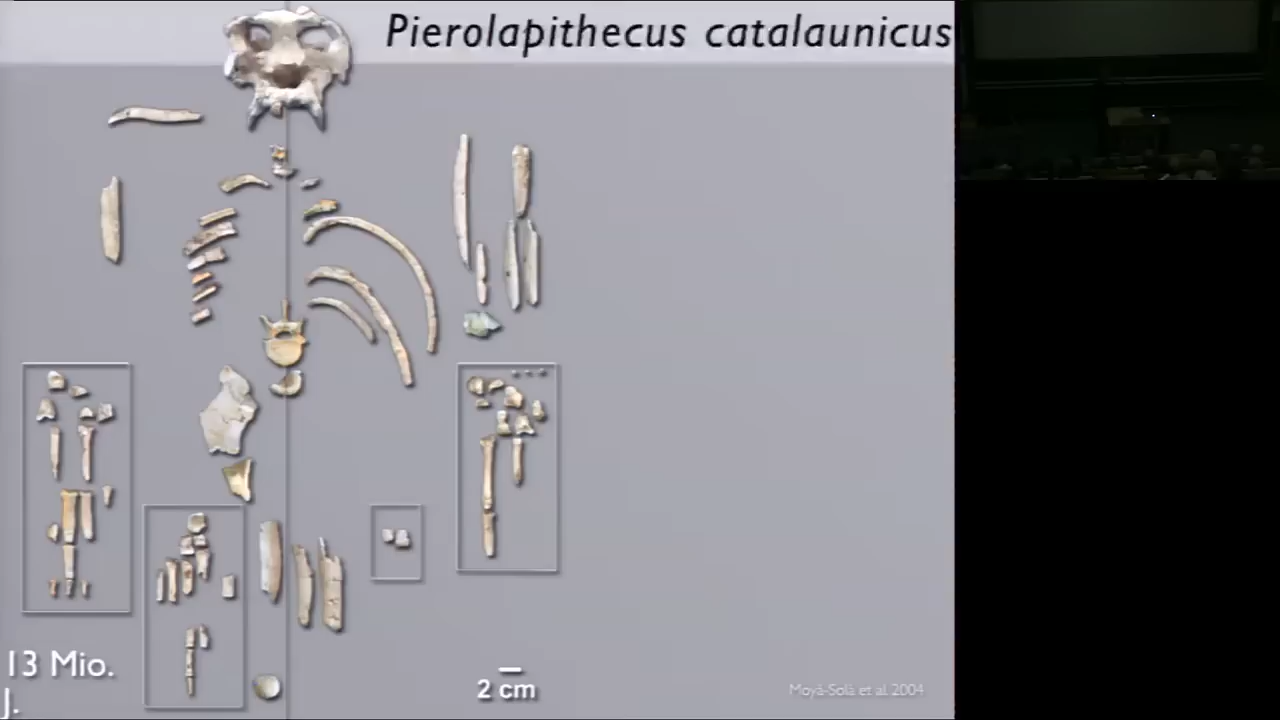 Pierolapithecus catalaunicus
13 Mio.
J.
2 cm
Moyà-Solà et al. 2004